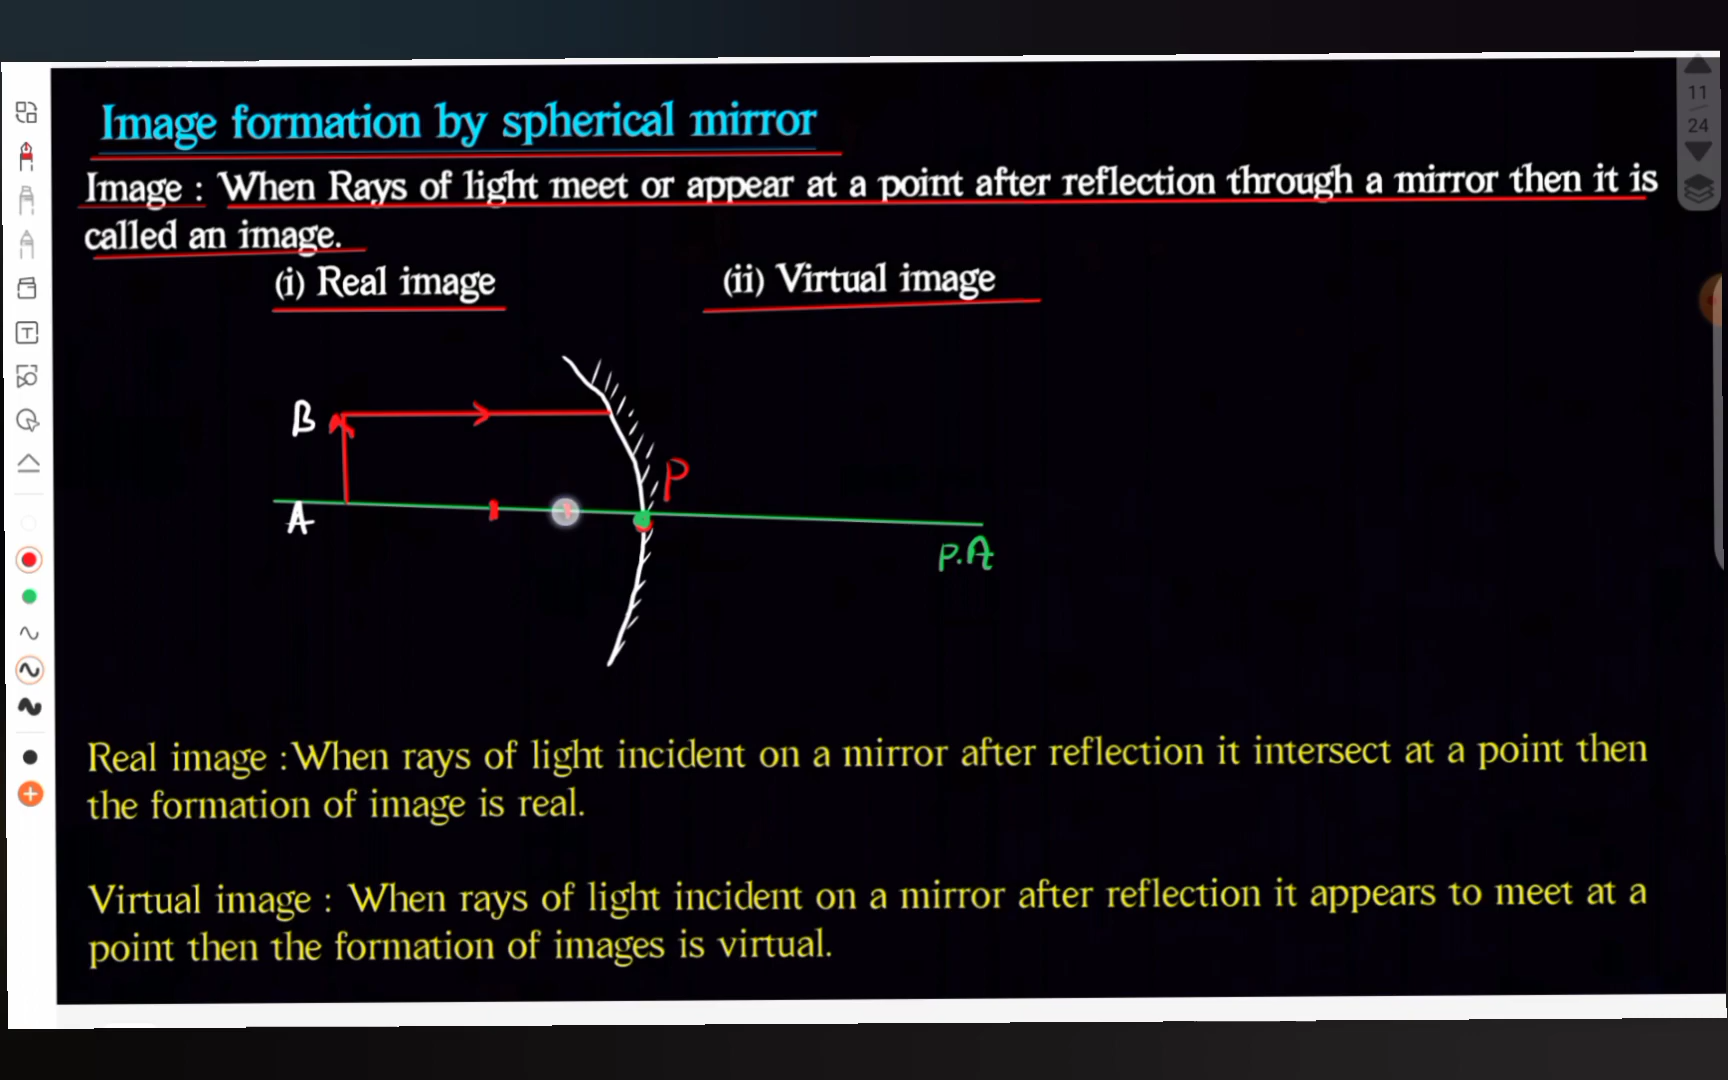 11
24
Image formation by spherical mirror
Image : When Rays of light meet or appear at a point after reflection through a mirror then it is
called an image.
(i) Real image (ii) Virtual image
B
P
A
P.A
Real image :When rays of light incident on a mirror after reflection it intersect at a point then
the formation of image is real.
Virtual image : When rays of light incident on a mirror after reflection it appears to meet at a
point then the formation of images is virtual.